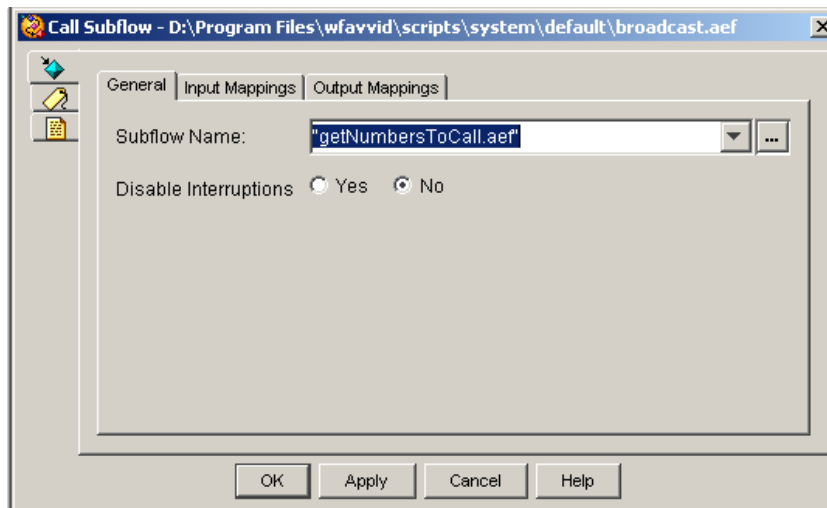 Call Subflow - D:\Program Files\wfavvid\scripts\system\default\broadcast.aef
General Input Mappings Output Mappings
Subflow Name: "getNumbersToCall.aef" ...
Disable Interruptions Yes No
OK Apply Cancel Help